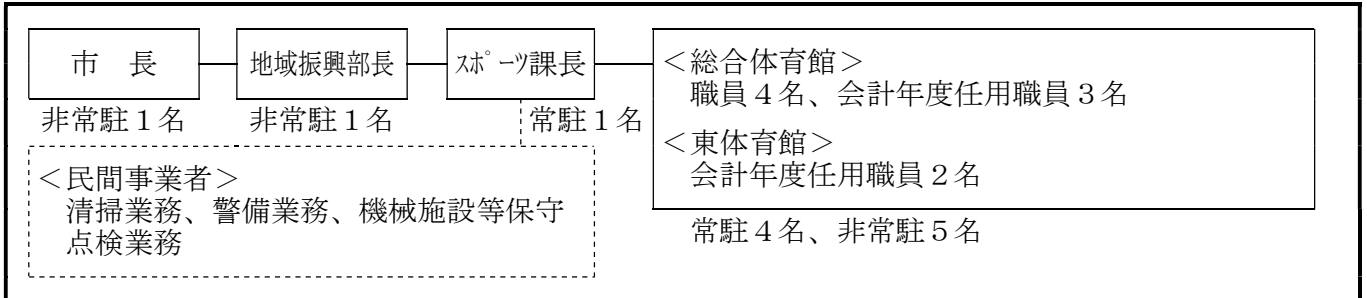 市　長
地域振興部長
スポーツ課長
非常駐１名
非常駐１名
常駐１名
＜総合体育館＞
職員４名、会計年度任用職員３名
＜東体育館＞
会計年度任用職員２名
常駐４名、非常駐５名
＜民間事業者＞
清掃業務、警備業務、機械施設等保守
点検業務